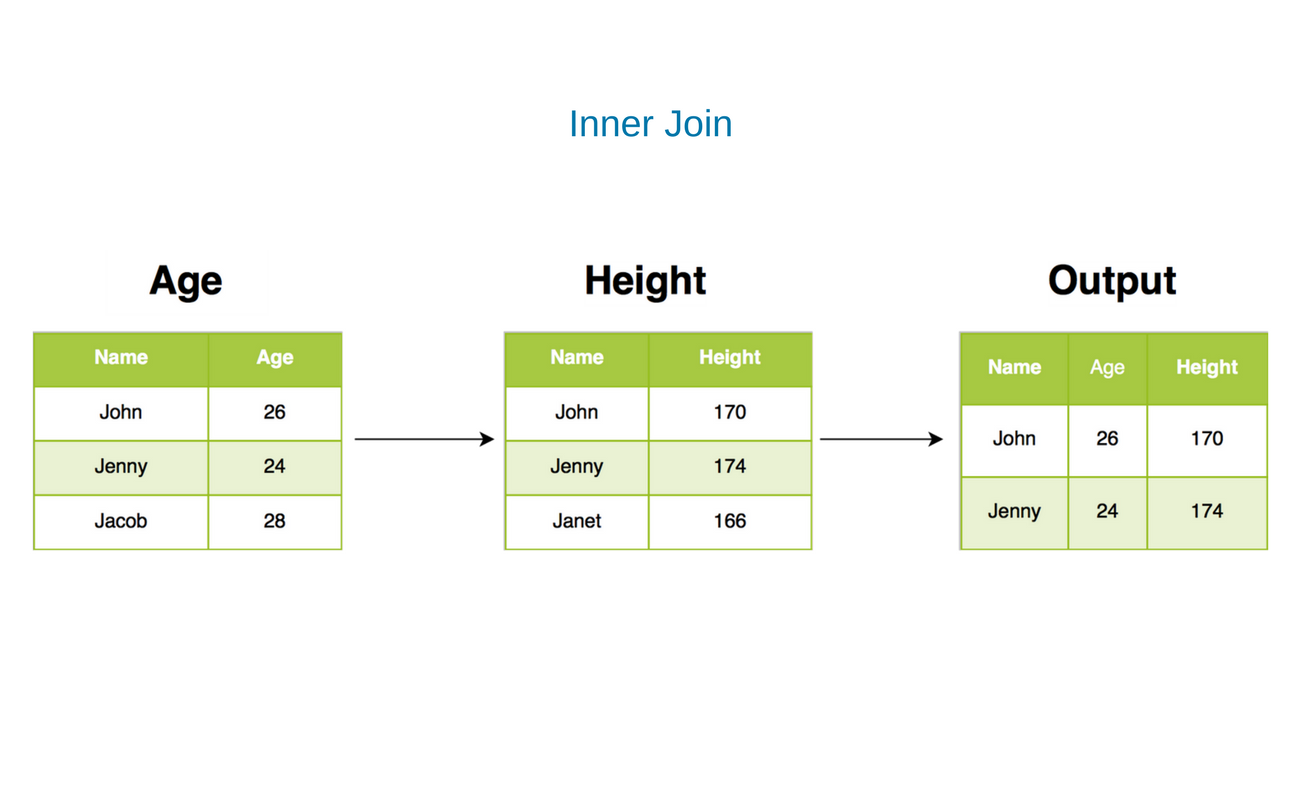 Inner Join
Age
Name Age
John 26
Jenny 24
Jacob 28
Height
Name Height
John 170
Jenny 174
Janet 166
Output
Name Age Height
John 26 170
Jenny 24 174